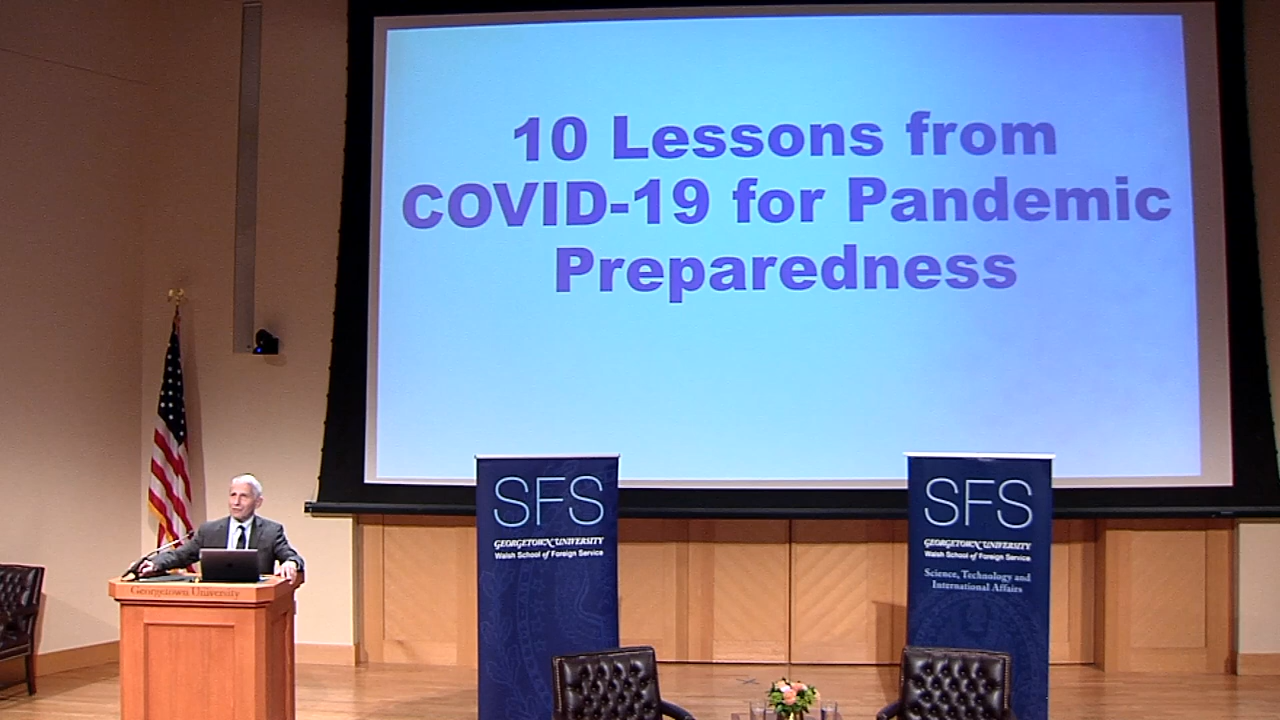 10 Lessons from
COVID-19 for Pandemic
Preparedness
SFS
GEORGETOWN UNIVERSITY
Walsh School of Foreign Service
SFS
GEORGETOWN UNIVERSITY
Walsh School of Foreign Service
Science, Technology and
International Affairs
Georgetown University